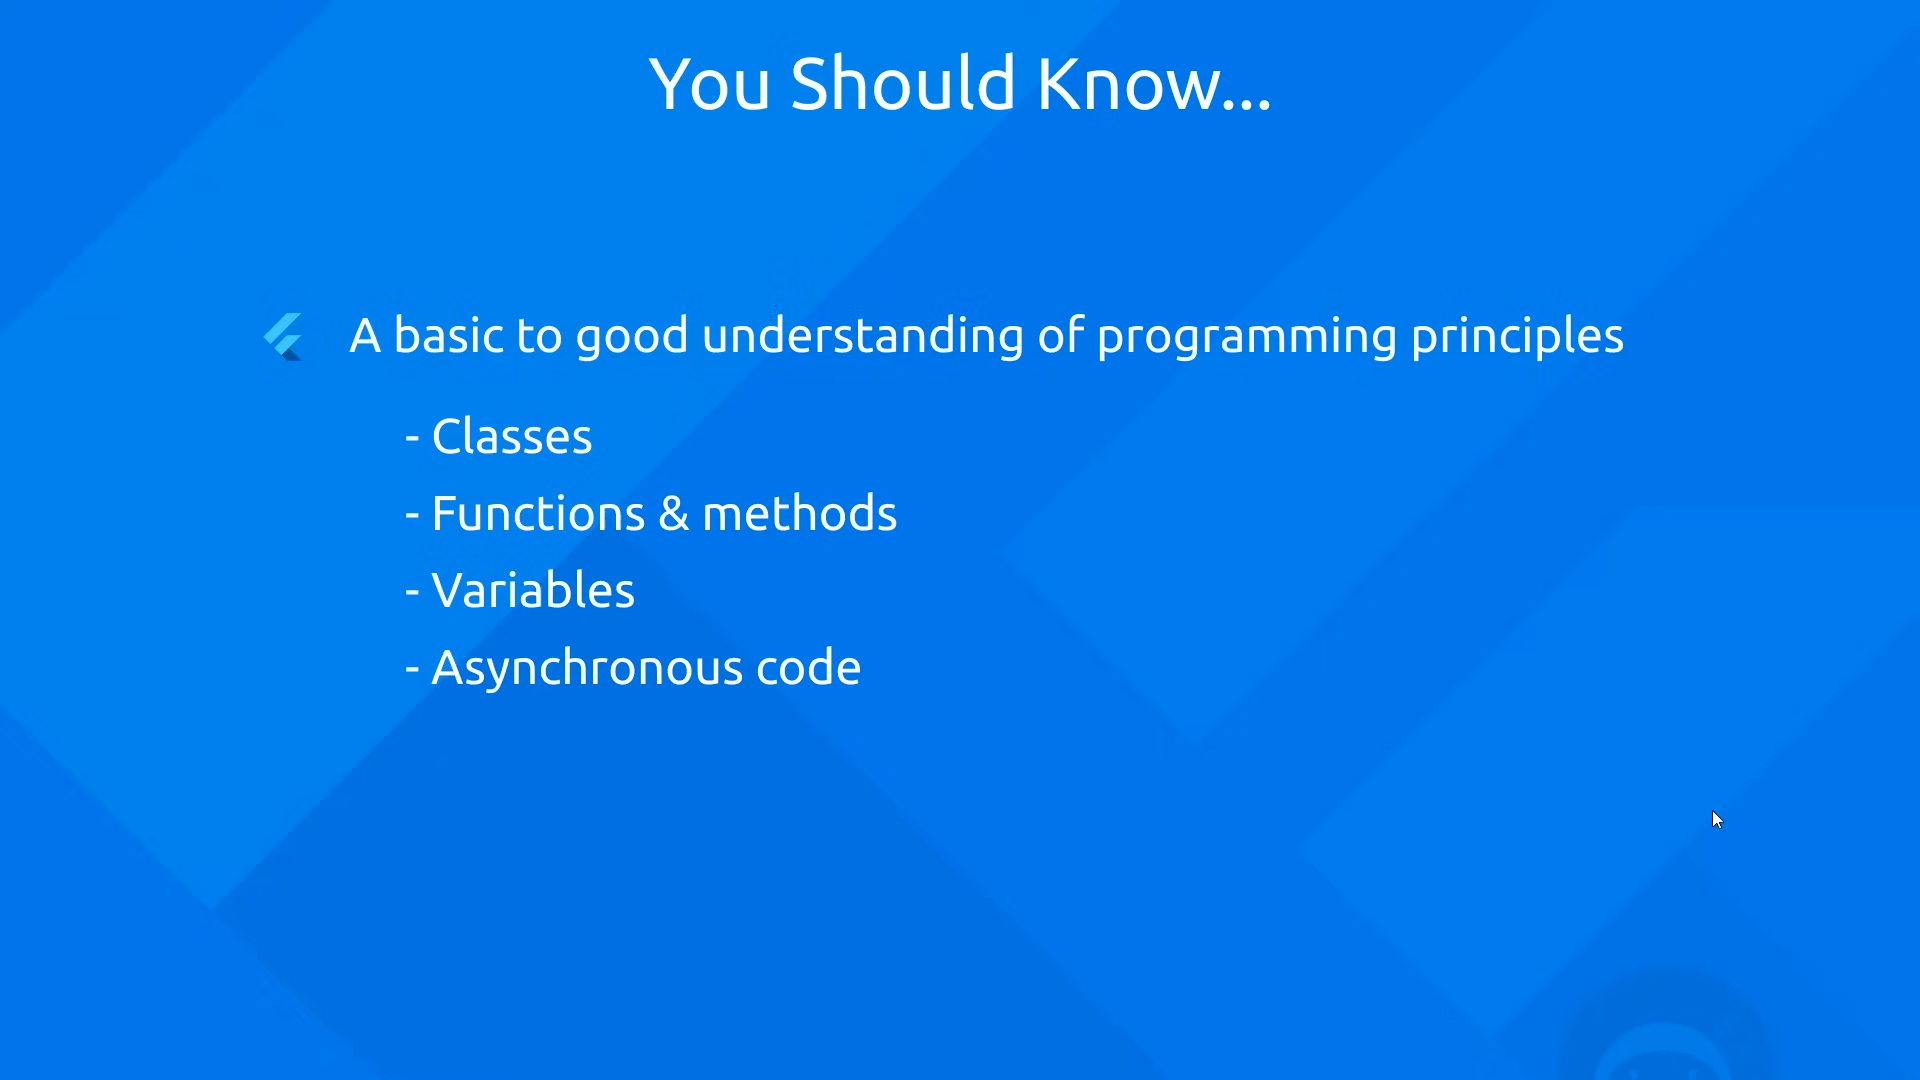 You Should Know...
A basic to good understanding of programming principles
- Classes
- Functions & methods
- Variables
- Asynchronous code